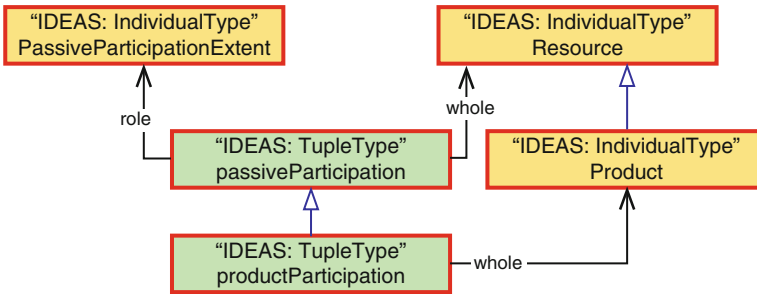 “IDEAS: IndividualType”
PassiveParticipationExtent
“IDEAS: IndividualType”
Resource
role
whole
“IDEAS: TupleType”
passiveParticipation
“IDEAS: IndividualType”
Product
“IDEAS: TupleType”
productParticipation
whole